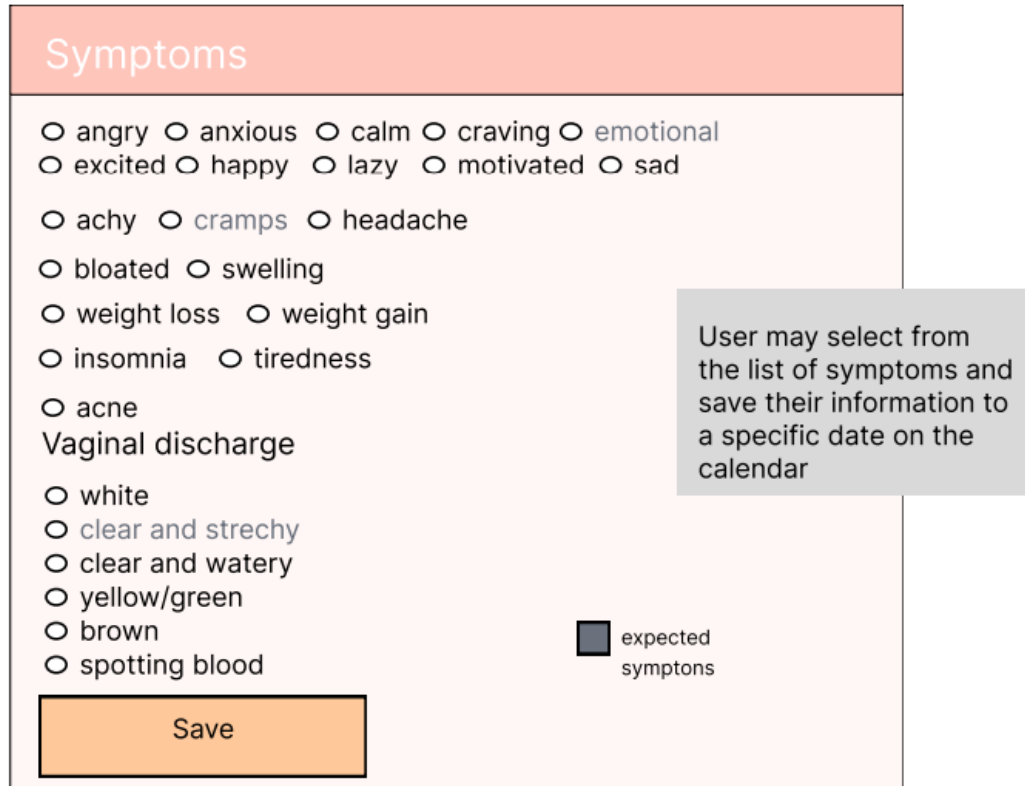 Symptoms
angry anxious calm craving emotional
excited happy lazy motivated sad
achy cramps headache
bloated swelling
weight loss weight gain
insomnia tiredness
acne
Vaginal discharge
white
clear and strechy
clear and watery
yellow/green
brown
spotting blood
Save
User may select from
the list of symptoms and
save their information to
a specific date on the
calendar
expected
symptons